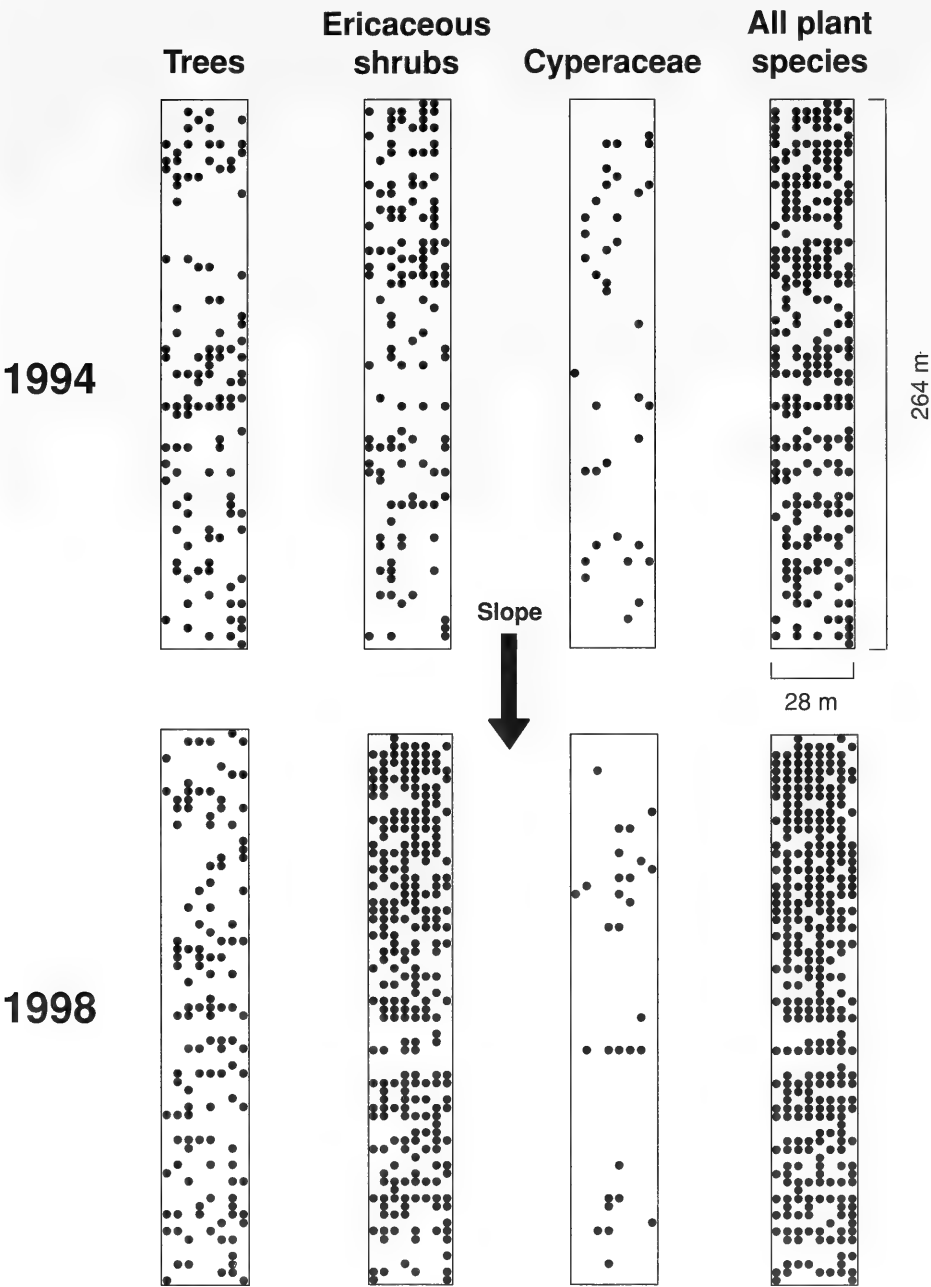 Trees
Ericaceous
shrubs
Cyperaceae
All plant
species
1994
264 m
Slope
28 m
1998